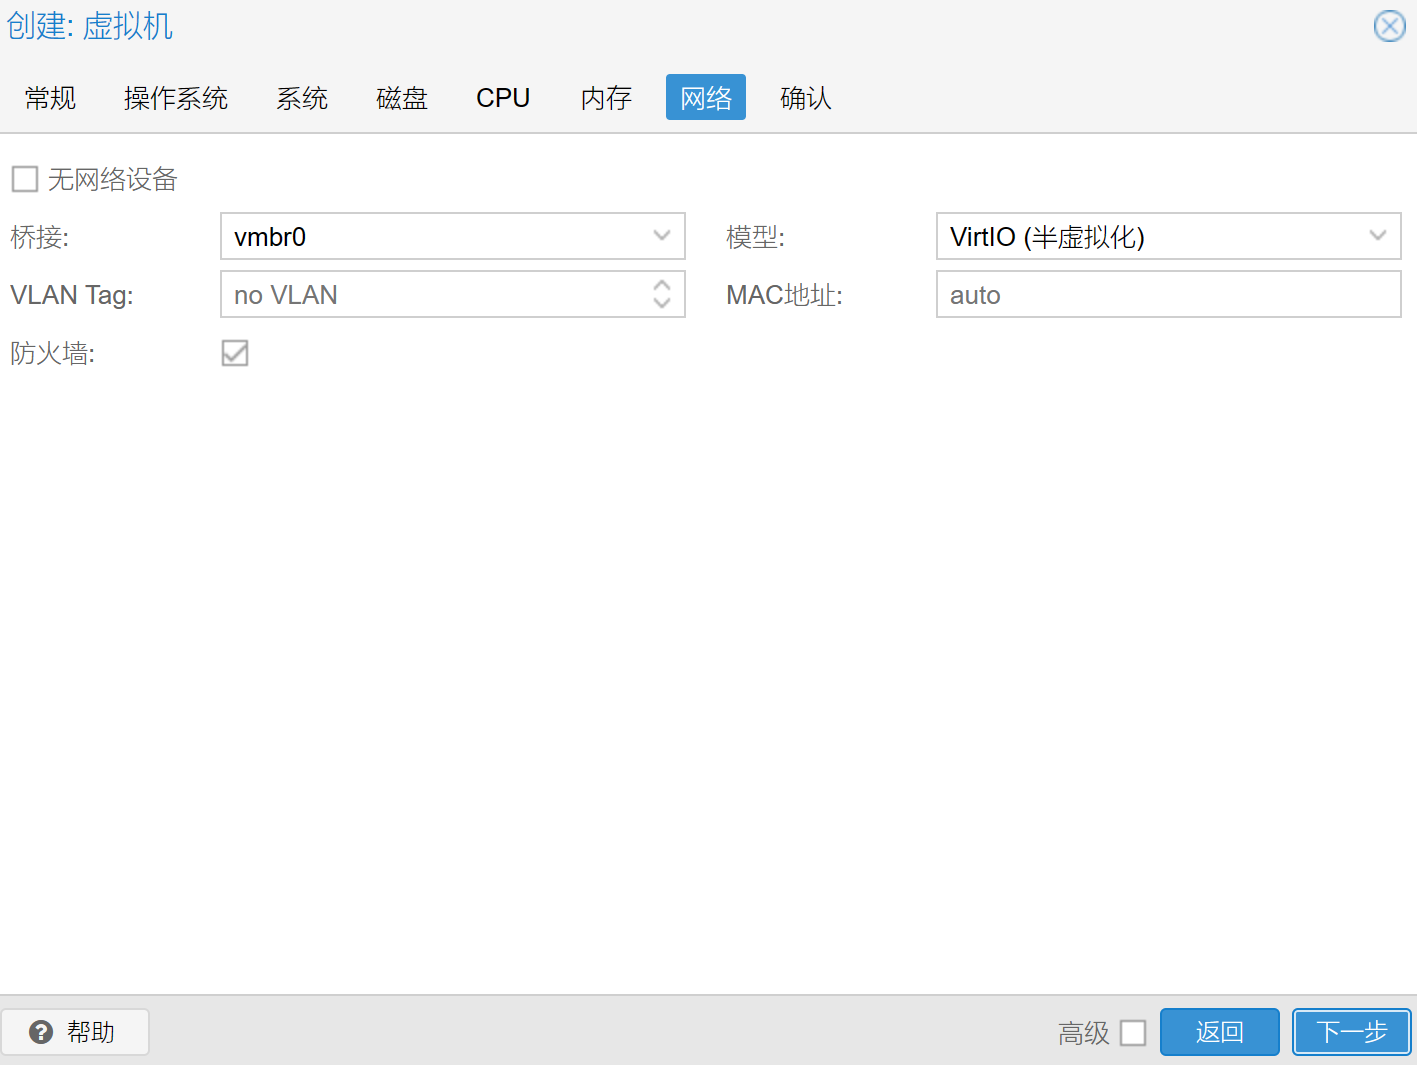 创建: 虚拟机
常规 操作系统 系统 磁盘 CPU 内存 网络 确认
无网络设备
桥接: vmbr0 模型: VirtIO (半虚拟化)
VLAN Tag: no VLAN MAC地址: auto
防火墙:
帮助 高级 返回 下一步